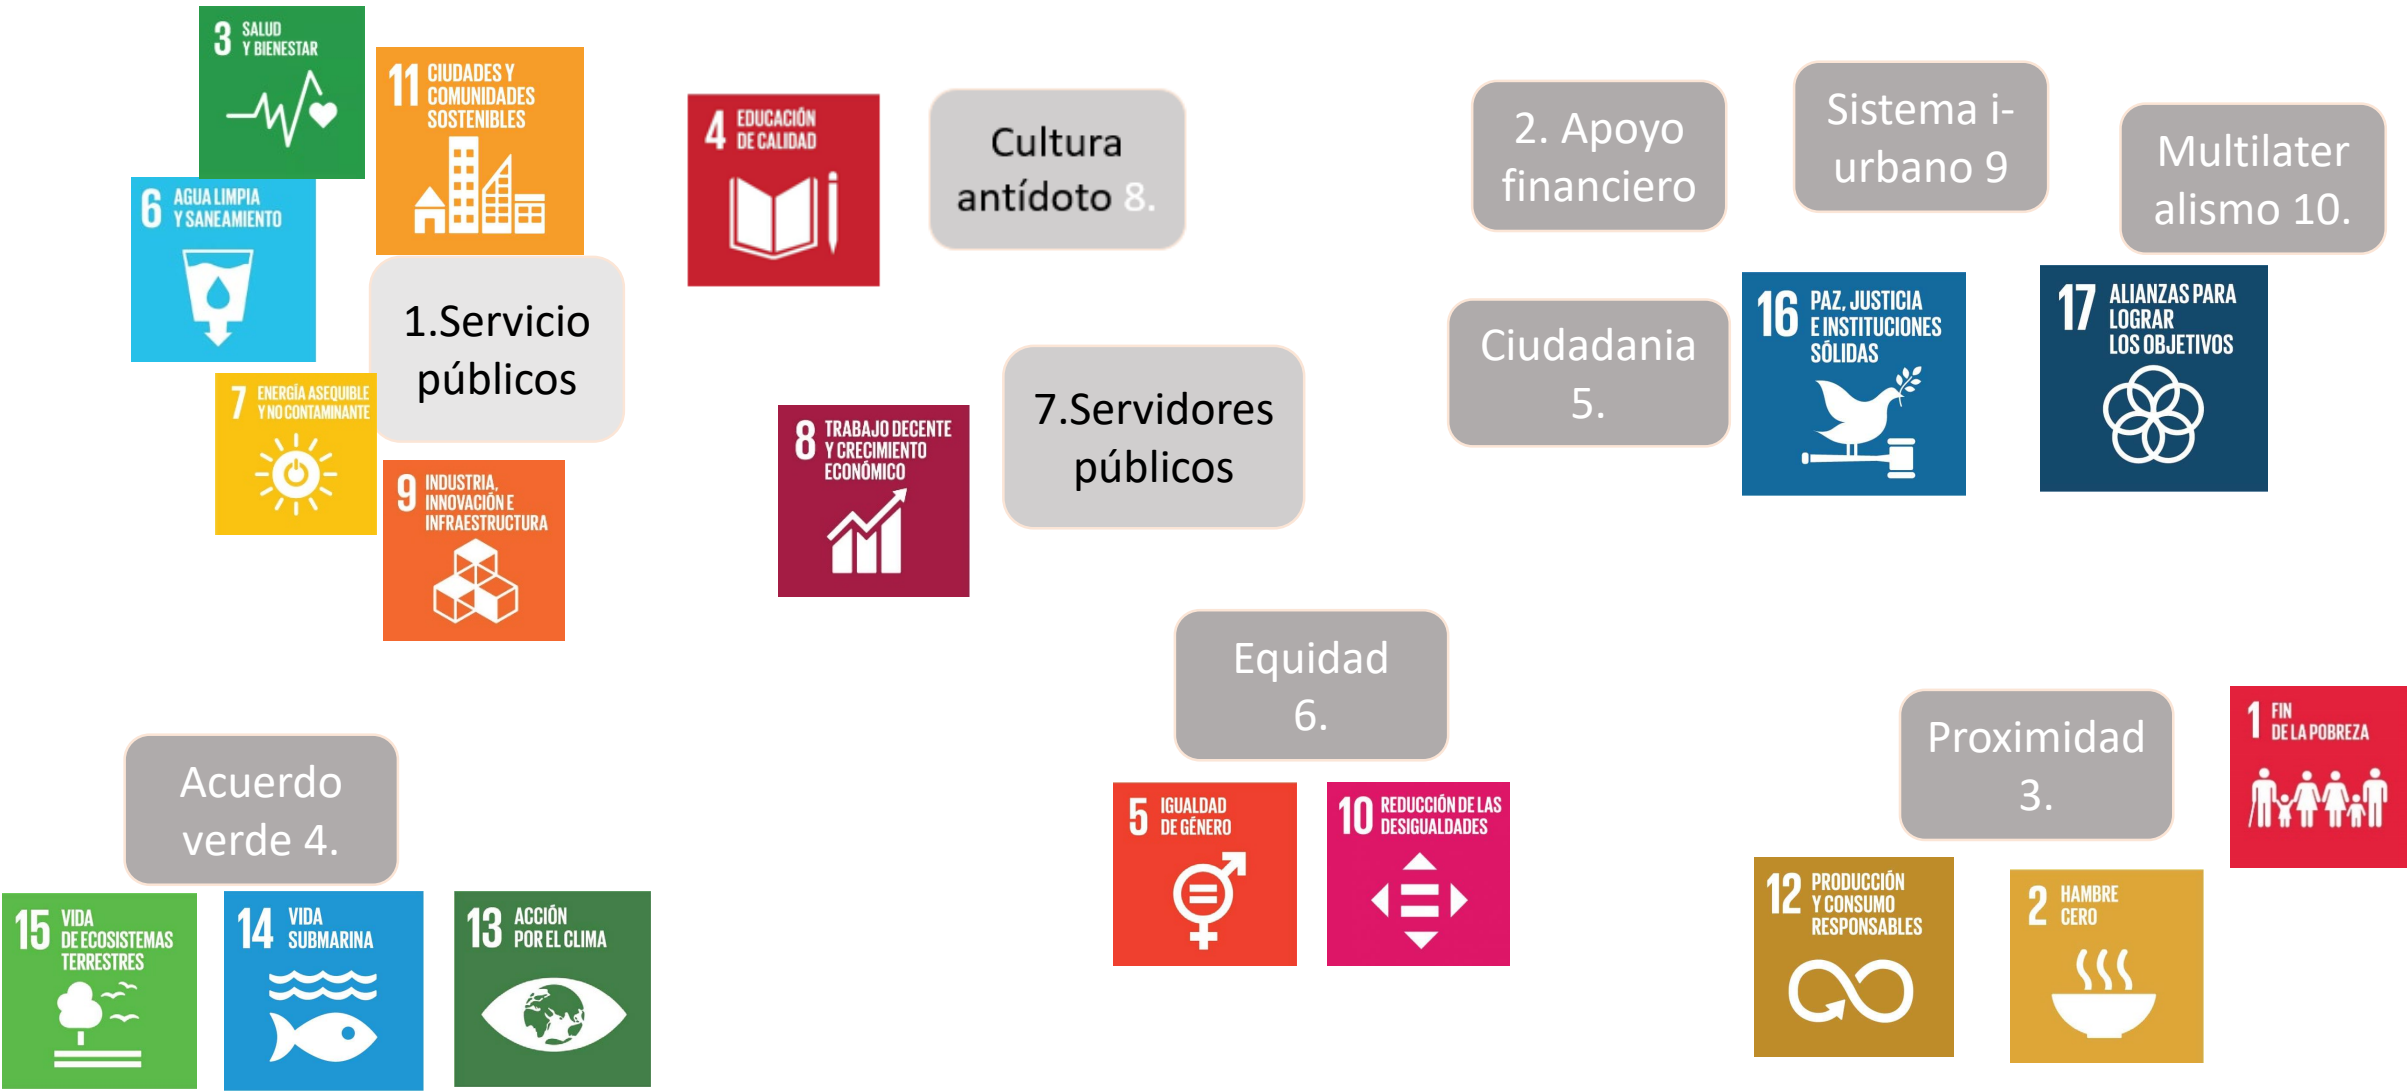 3 SALUD
Y BIENESTAR
11 CIUDADES Y
COMUNIDADES
SOSTENIBLES
6 AGUA LIMPIA
Y SANEAMIENTO
1.Servicio
públicos
7 ENERGÍA ASEQUIBLE
Y NO CONTAMINANTE
9 INDUSTRIA,
INNOVACIÓN E
INFRAESTRUCTURA
4 EDUCACIÓN
DE CALIDAD
Cultura
antídoto 8.
8 TRABAJO DECENTE
Y CRECIMIENTO
ECONÓMICO
7.Servidores
públicos
2. Apoyo
financiero
Sistema i-
urbano 9
Multilater
alismo 10.
Ciudadania
5.
16 PAZ, JUSTICIA
E INSTITUCIONES
SÓLIDAS
17 ALIANZAS PARA
LOGRAR
LOS OBJETIVOS
Acuerdo
verde 4.
15 VIDA
DE ECOSISTEMAS
TERRESTRES
14 VIDA
SUBMARINA
13 ACCIÓN
POR EL CLIMA
Equidad
6.
5 IGUALDAD
DE GÉNERO
10 REDUCCIÓN DE LAS
DESIGUALDADES
Proximidad
3.
1 FIN
DE LA POBREZA
12 PRODUCCIÓN
Y CONSUMO
RESPONSABLES
2 HAMBRE
CERO